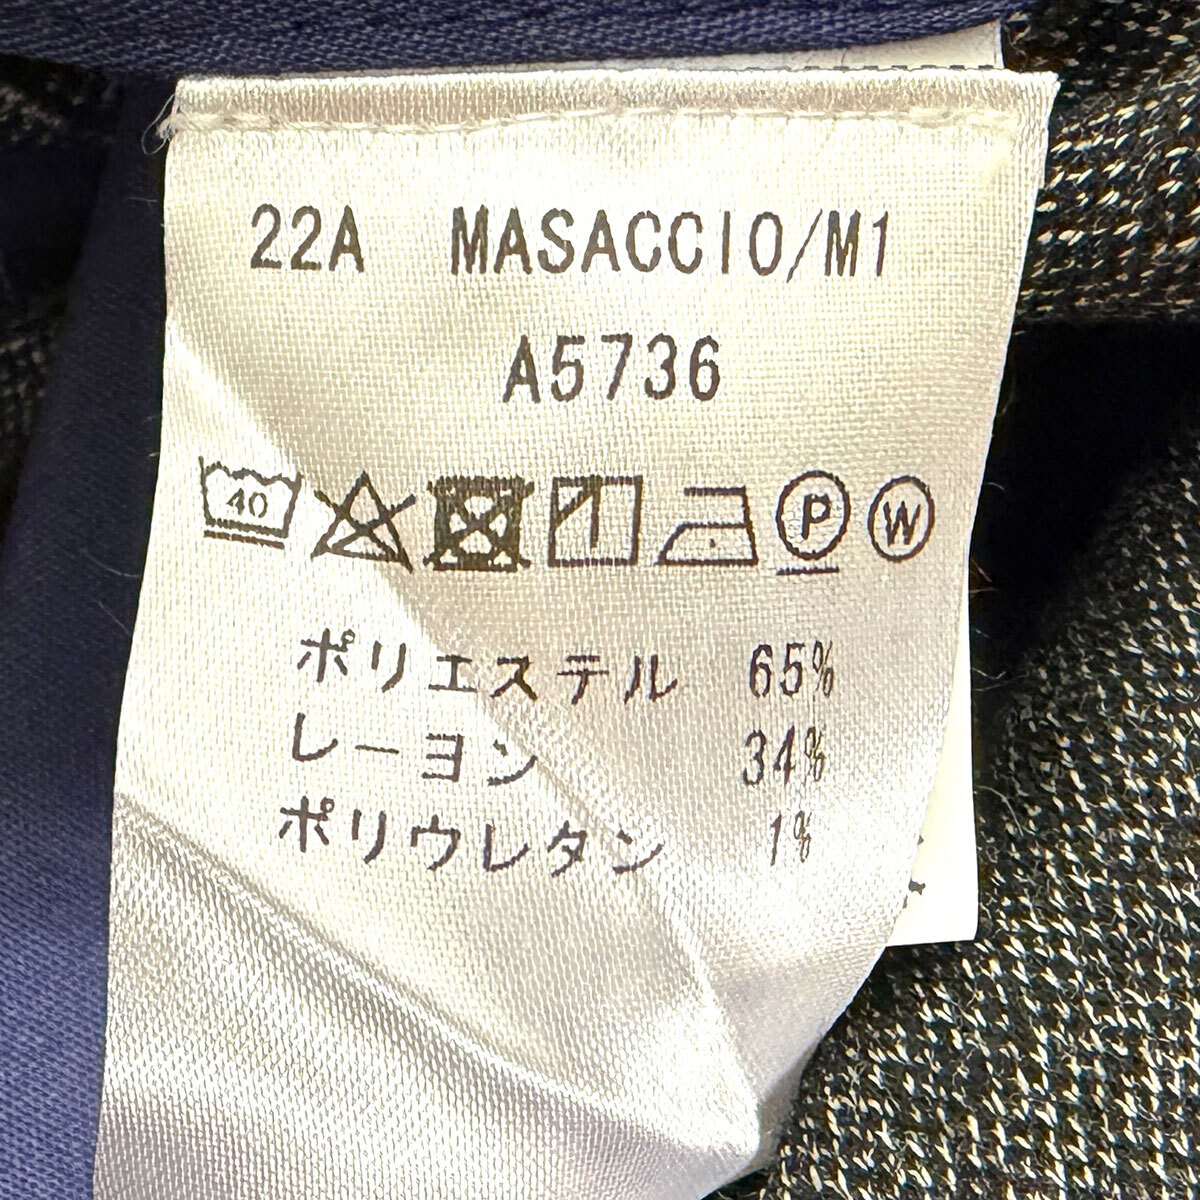 22A MASACCIO/M1
A5736
40 P W
ポリエステル 65%
レーヨン 34%
ポリウレタン 1%